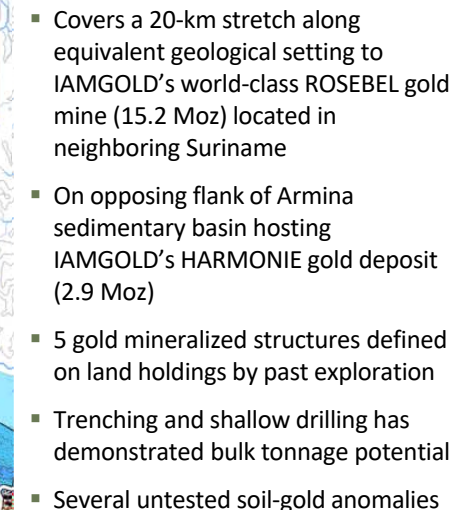 ▪ Covers a 20-km stretch along
equivalent geological setting to
IAMGOLD's world-class ROSEBEL gold
mine (15.2 Moz) located in
neighboring Suriname
▪ On opposing flank of Armina
sedimentary basin hosting
IAMGOLD's HARMONIE gold deposit
(2.9 Moz)
▪ 5 gold mineralized structures defined
on land holdings by past exploration
▪ Trenching and shallow drilling has
demonstrated bulk tonnage potential
▪ Several untested soil-gold anomalies